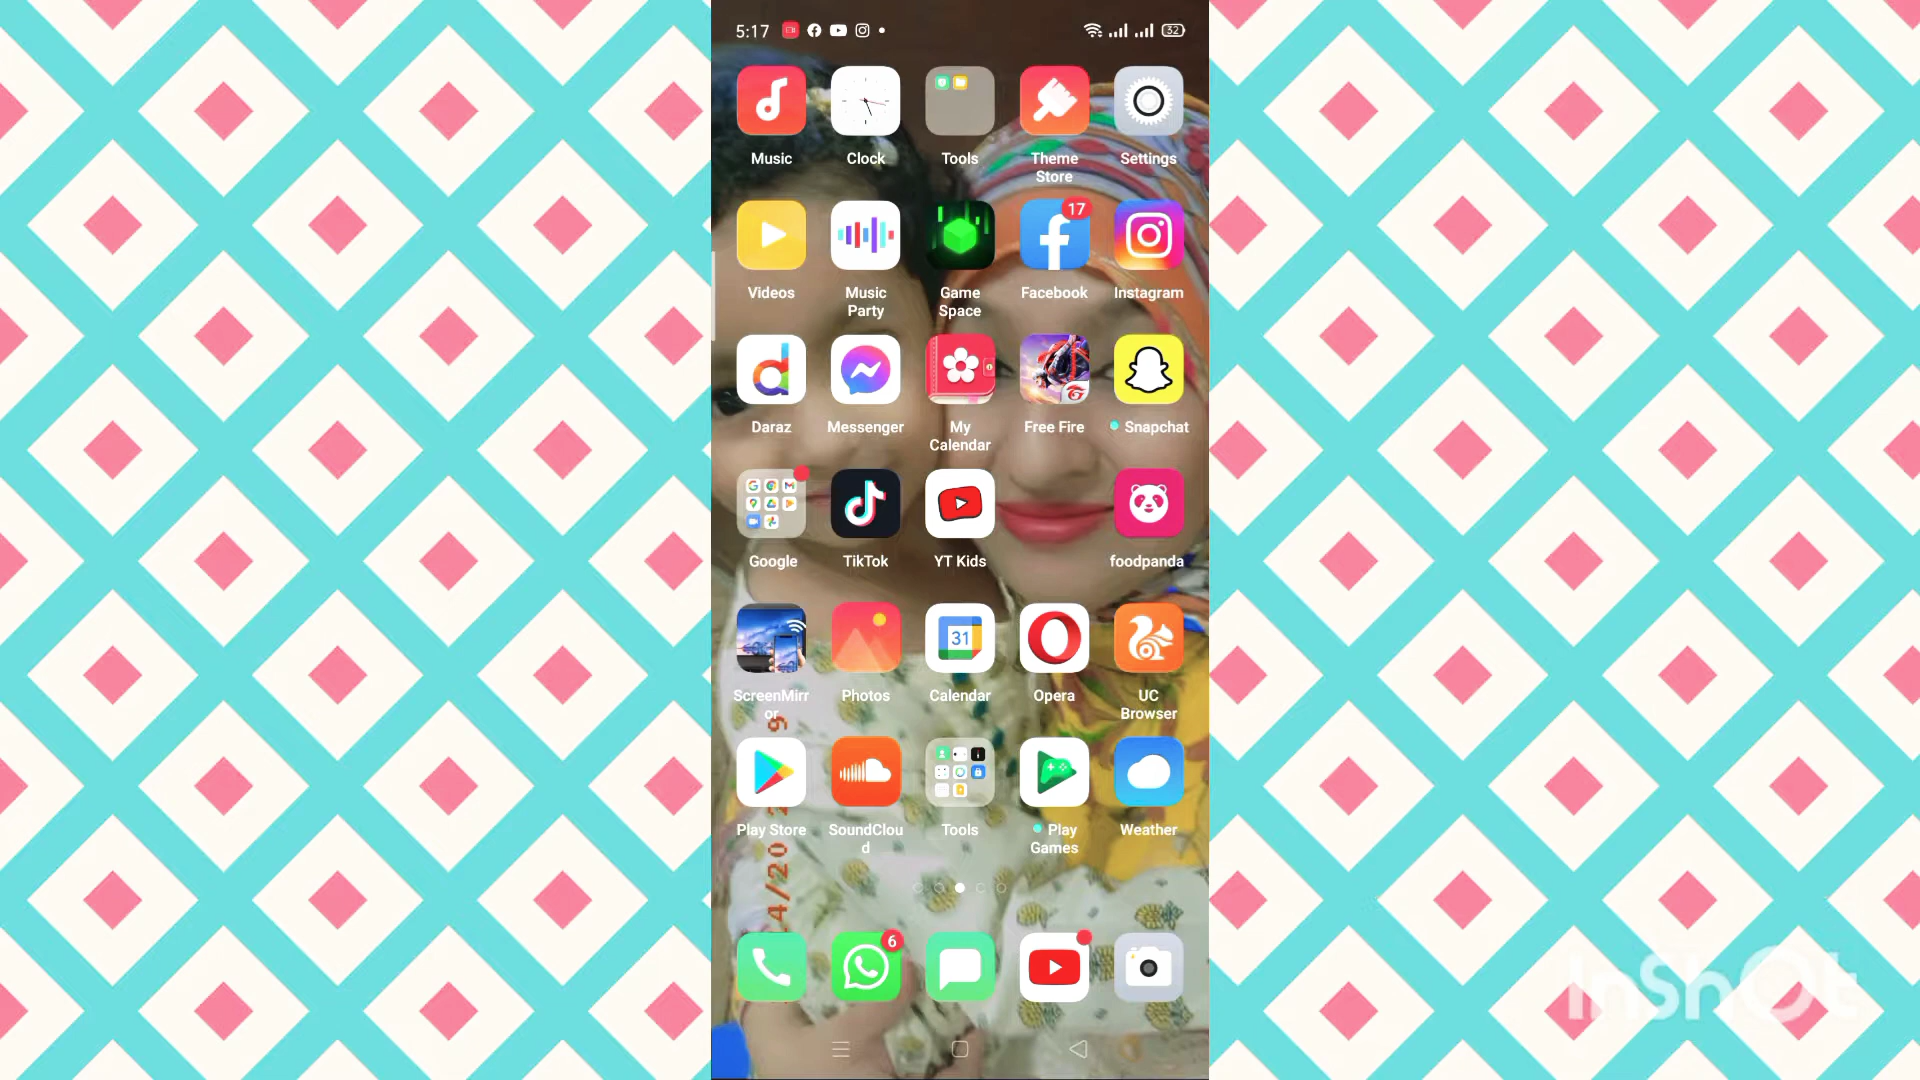 5:17
32
Music
Clock
Tools
Theme
Store
Settings
17
Videos
Music
Party
Game
Space
Facebook
Instagram
Daraz
Messenger
My
Calendar
Free Fire
Snapchat
Google
TikTok
YT Kids
foodpanda
31
ScreenMirr
or
Photos
Calendar
Opera
UC
Browser
Play Store
SoundClou
d
Tools
Play
Games
Weather
6
InShOt